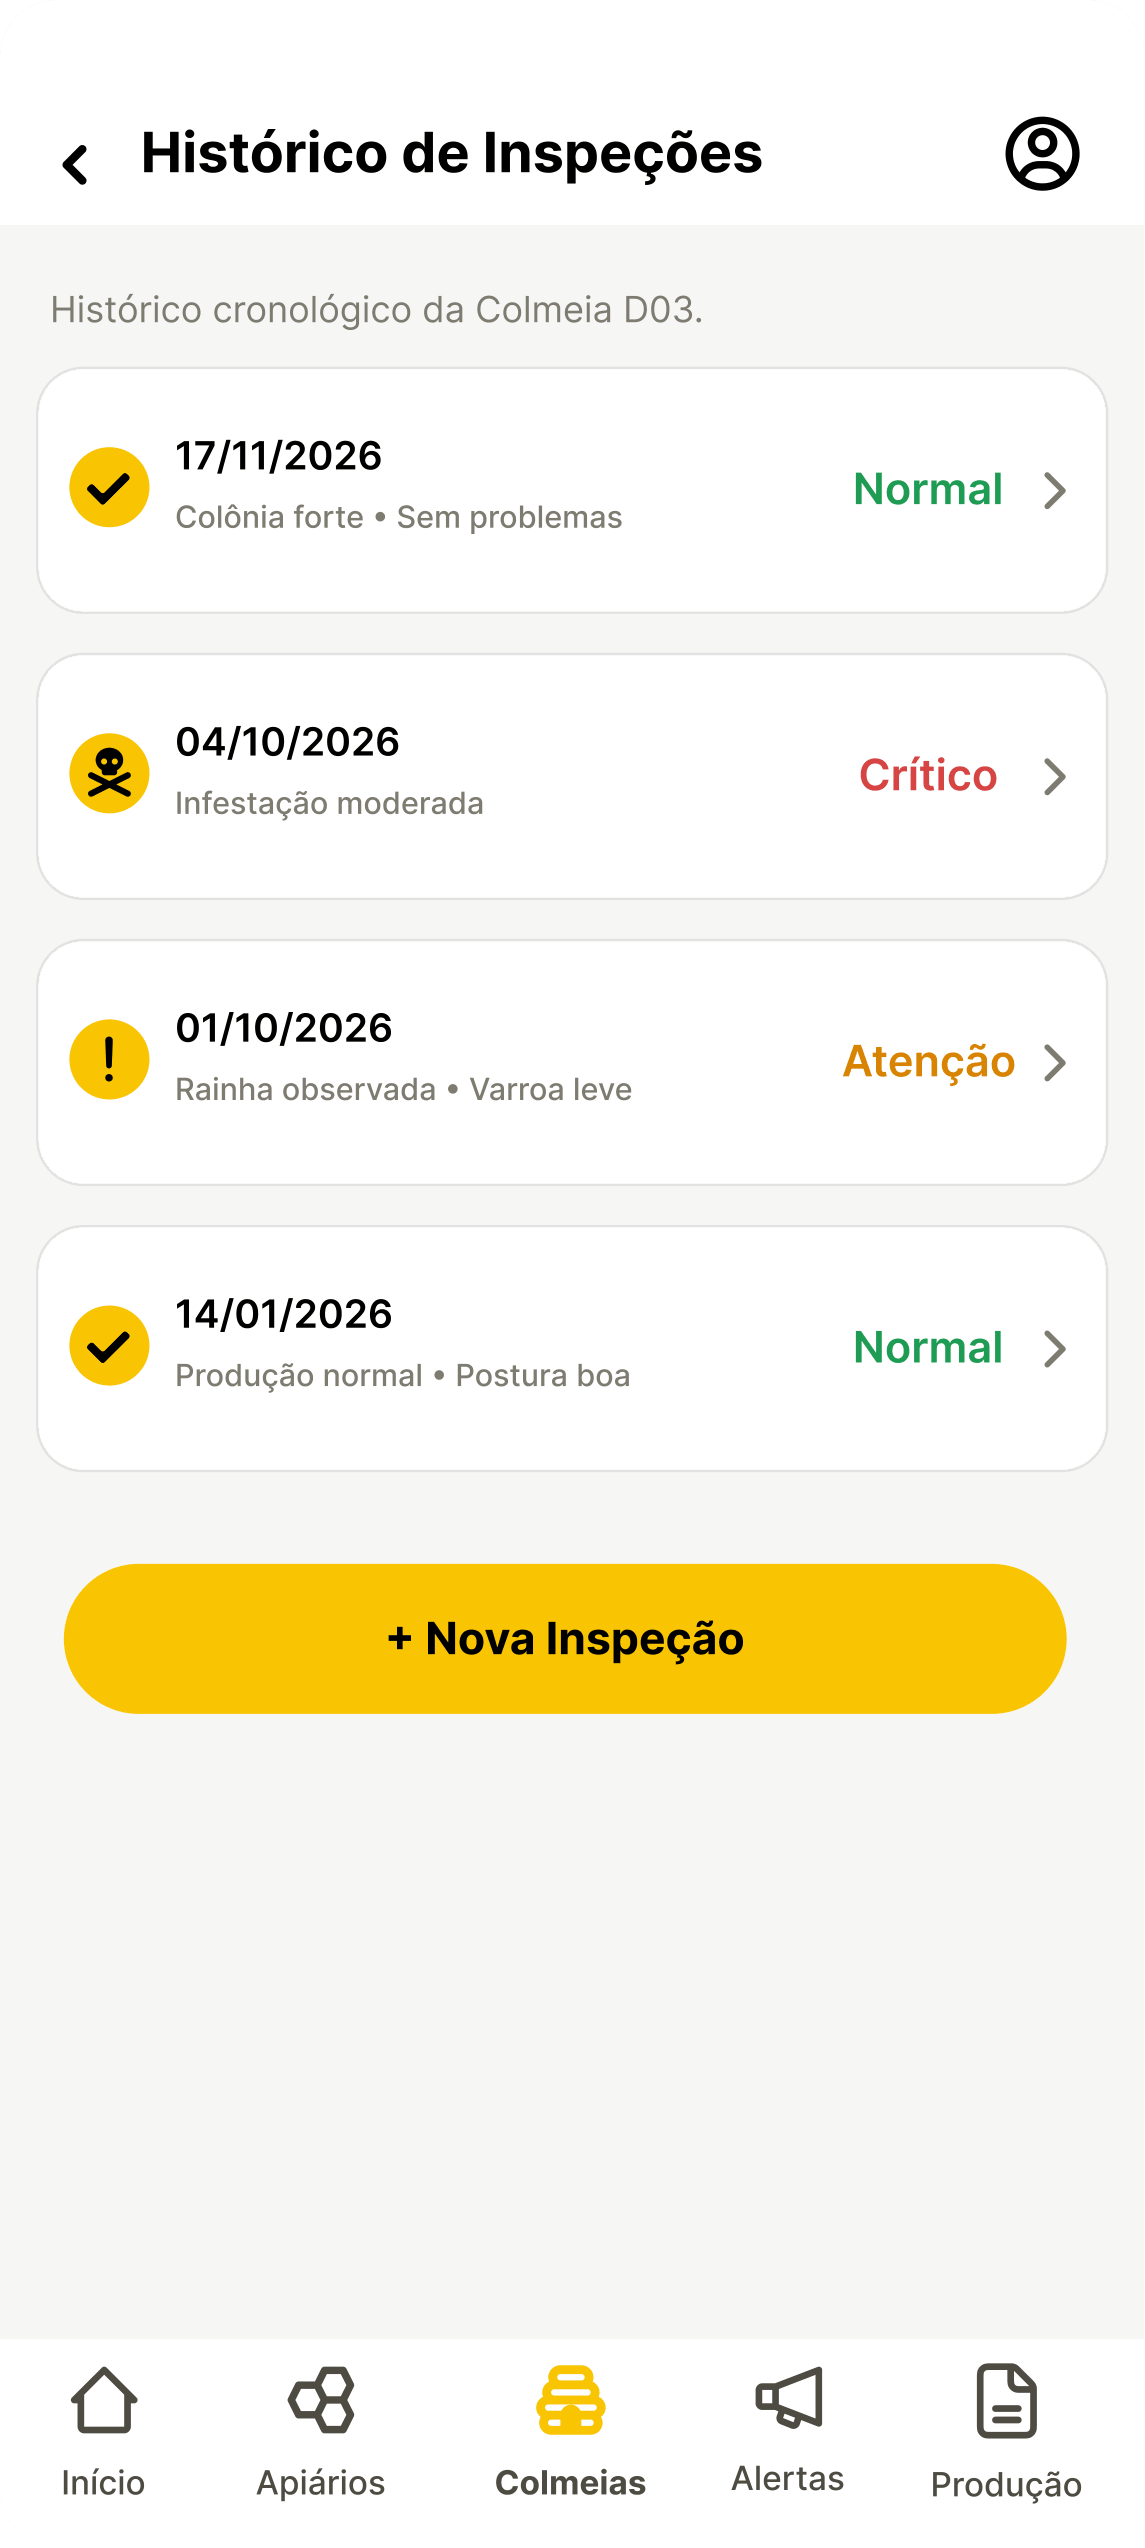 Histórico de Inspeções
Histórico cronológico da Colmeia D03.
17/11/2026
Colônia forte • Sem problemas
Normal
04/10/2026
Infestação moderada
Crítico
01/10/2026
Rainha observada • Varroa leve
Atenção
14/01/2026
Produção normal • Postura boa
Normal
+ Nova Inspeção
Início
Apiários
Colmeias
Alertas
Produção